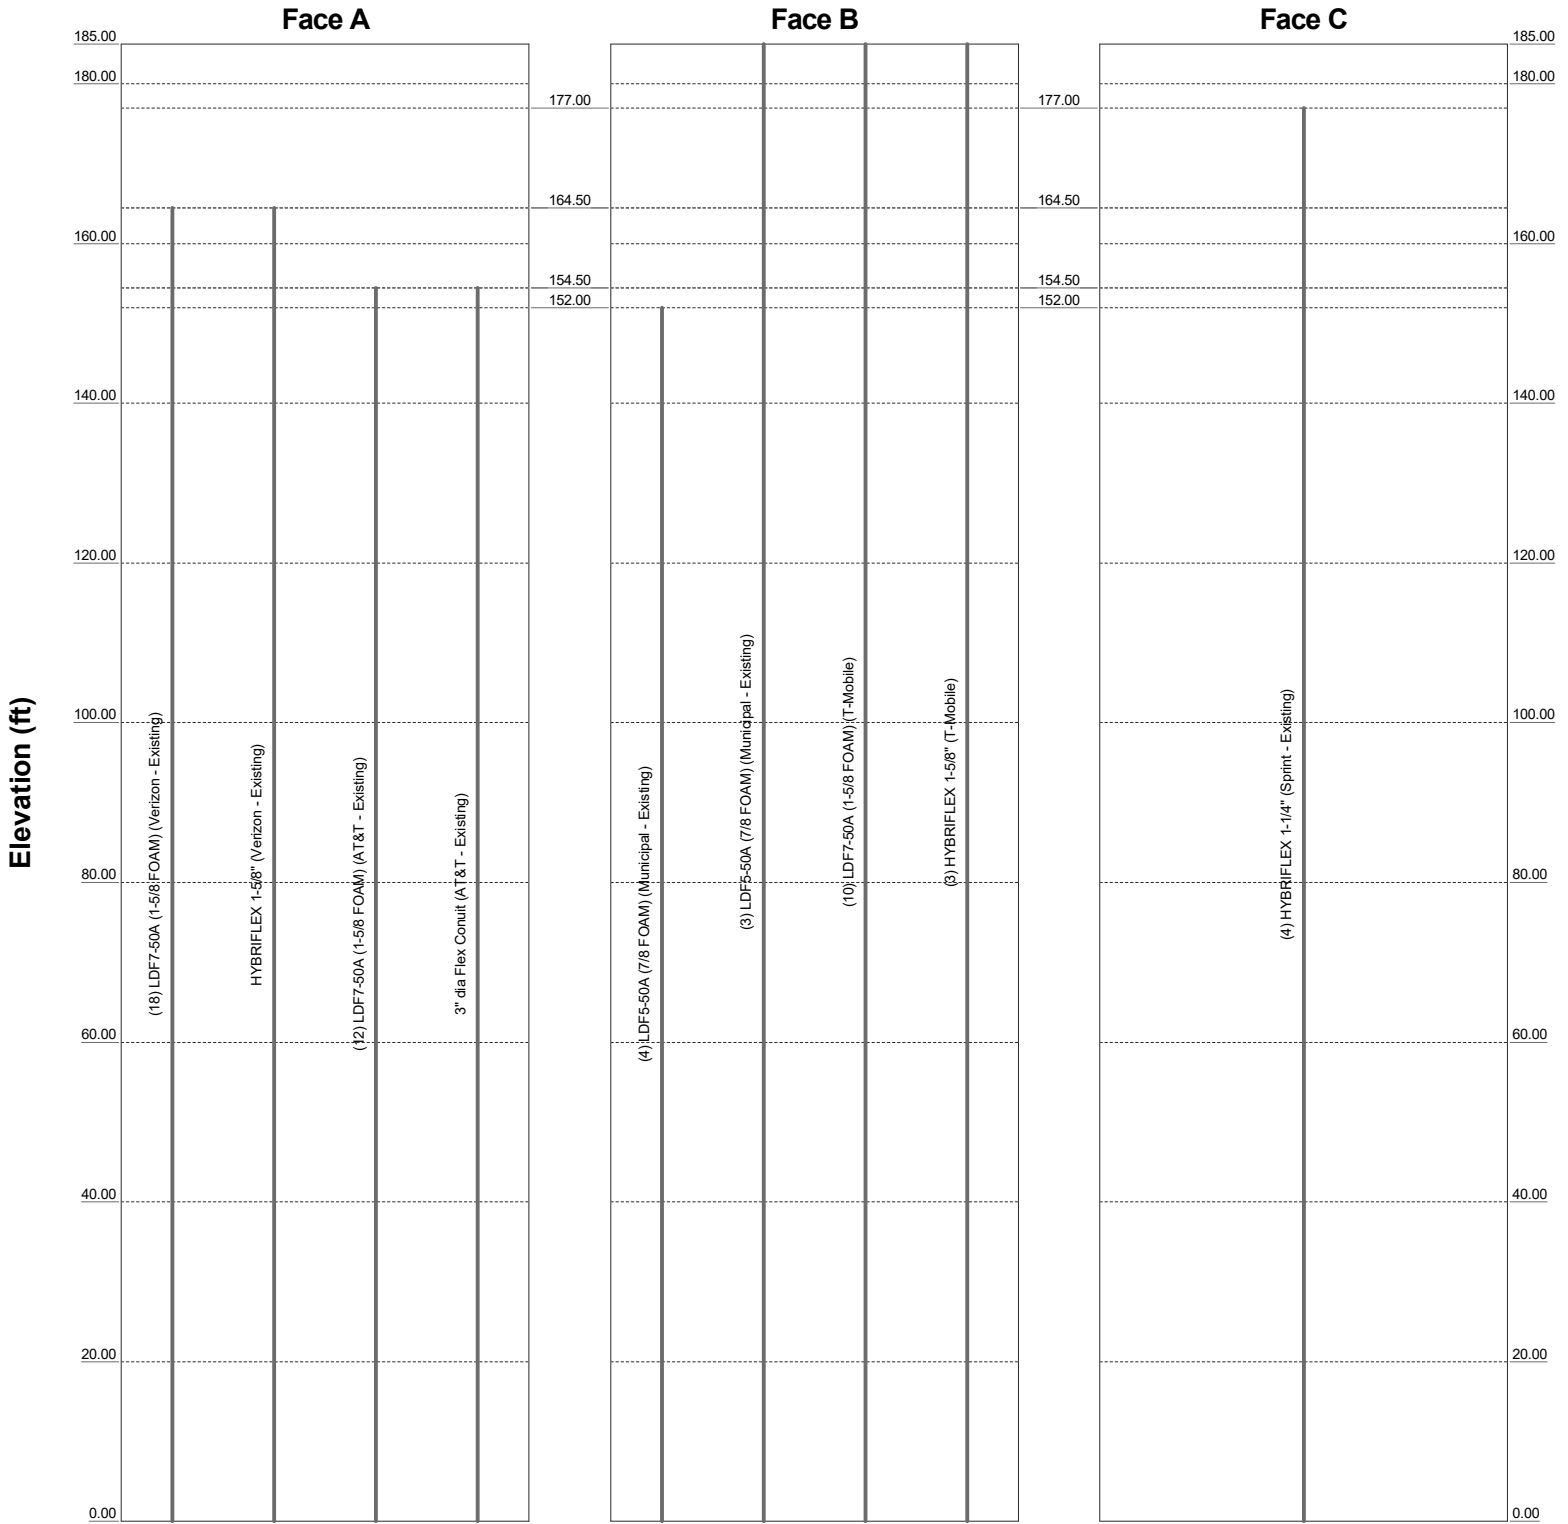 Face A
Face B
Face C
Elevation (ft)
185.00
180.00
160.00
140.00
120.00
100.00
80.00
60.00
40.00
20.00
0.00
(18) LDF7-50A (1-5/8 FOAM) (Verizon - Existing)
HYBRIFLEX 1-5/8" (Verizon - Existing)
(12) LDF7-50A (1-5/8 FOAM) (AT&T - Existing)
3" dia Flex Conuit (AT&T - Existing)
177.00
164.50
154.50
152.00
(4) LDF5-50A (7/8 FOAM) (Municipal - Existing)
(3) LDF5-50A (7/8 FOAM) (Municipal - Existing)
(10) LDF7-50A (1-5/8 FOAM) (T-Mobile)
(3) HYBRIFLEX 1-5/8" (T-Mobile)
177.00
164.50
154.50
152.00
(4) HYBRIFLEX 1-1/4" (Sprint - Existing)
185.00
180.00
160.00
140.00
120.00
100.00
80.00
60.00
40.00
20.00
0.00